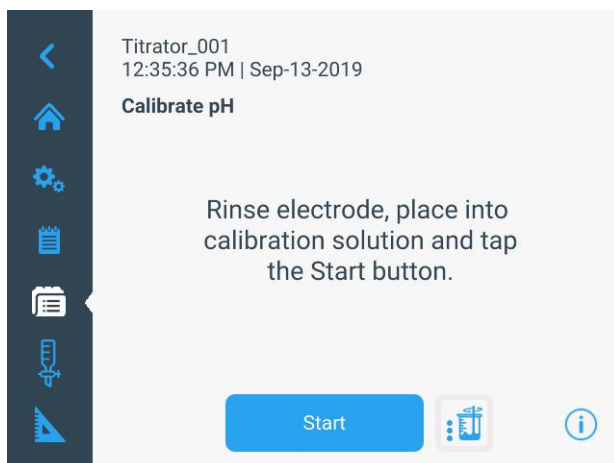 Titrator_001
12:35:36 PM | Sep-13-2019
Calibrate pH
Rinse electrode, place into
calibration solution and tap
the Start button.
Start